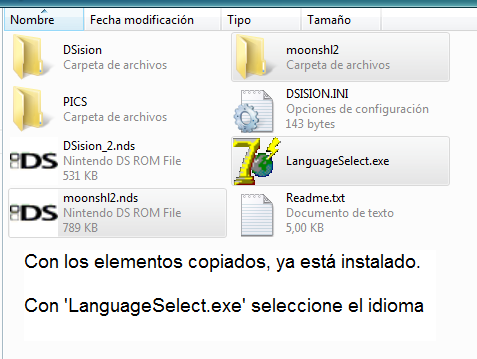 Nombre Fecha modificación Tipo Tamaño
DSision
Carpeta de archivos
moonshl2
Carpeta de archivos
PICS
Carpeta de archivos
DSISION.INI
Opciones de configuración
143 bytes
DSision_2.nds
Nintendo DS ROM File
531 KB
LanguageSelect.exe
moonshl2.nds
Nintendo DS ROM File
789 KB
Readme.txt
Documento de texto
5,00 KB
Con los elementos copiados, ya está instalado.
Con 'LanguageSelect.exe' seleccione el idioma